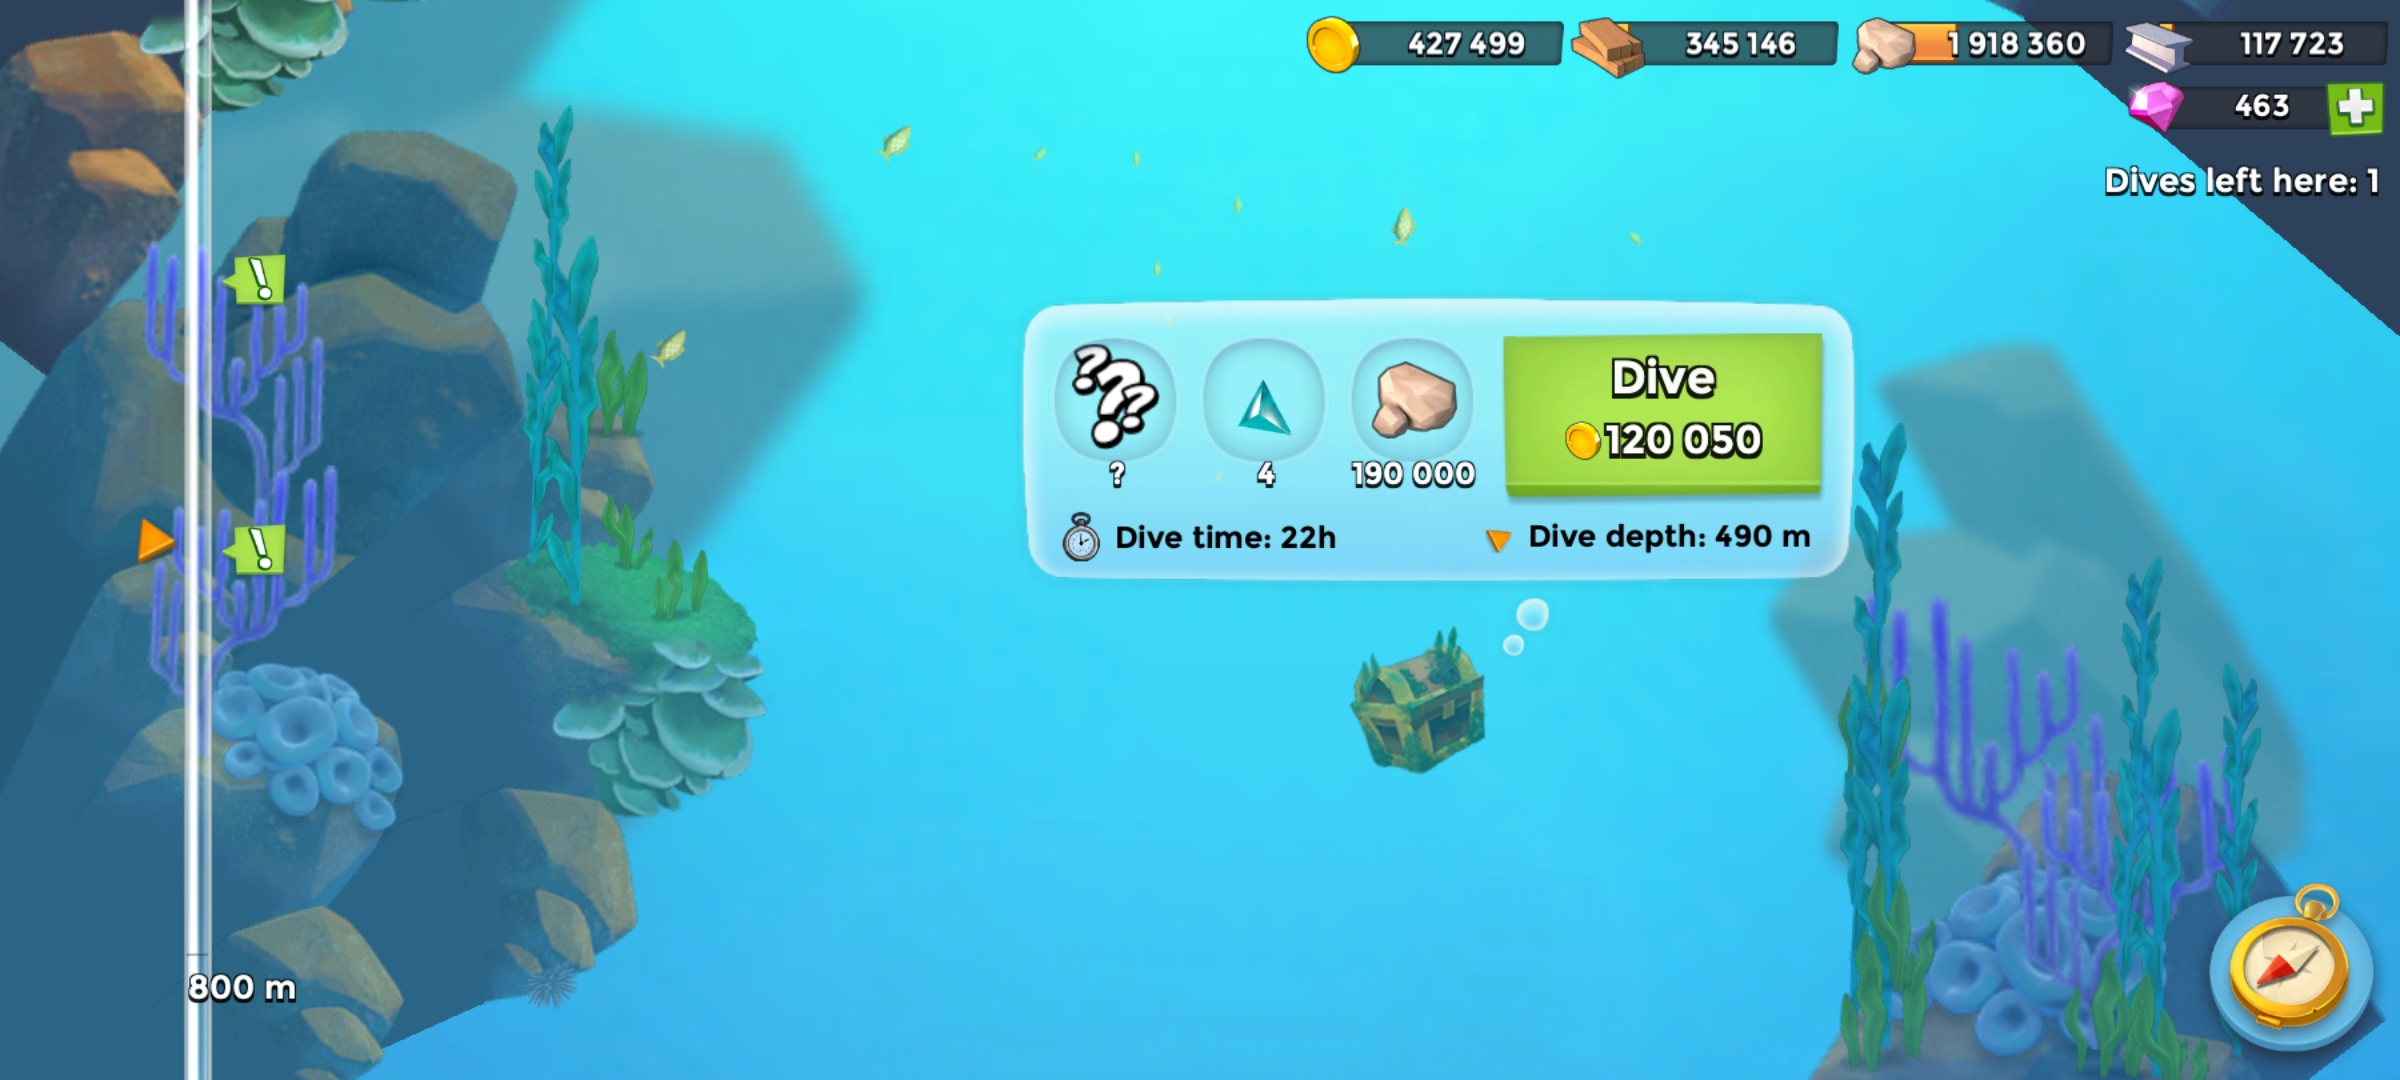 427 499
345 146
1 918 360
117 723
463
Dives left here: 1
?
4
190 000
Dive
120 050
Dive time: 22h
Dive depth: 490 m
800 m